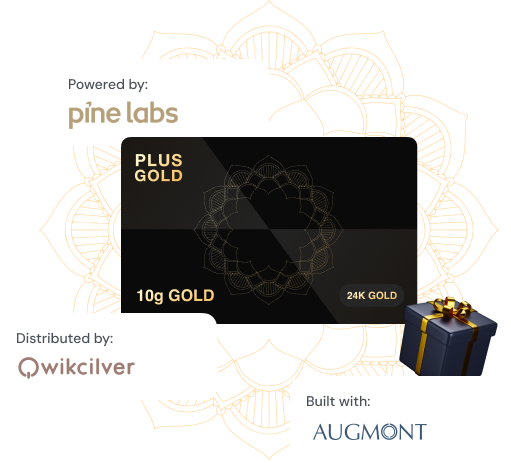 Powered by:
pine labs
PLUS
GOLD
10g GOLD
24K GOLD
Distributed by:
Qwikcilver
Built with:
AUGMONT